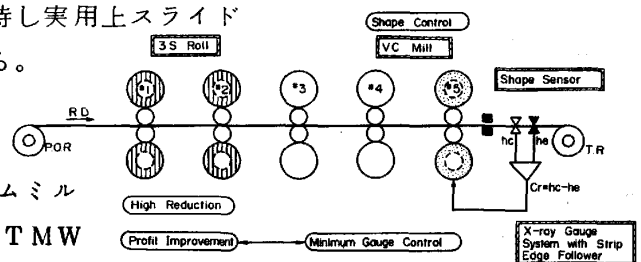 持し実用上スライド
る。
ームミル
TMW
Shape Control
3S Roll
VC Mill
Shape Sensor
#1
#2
#3
#4
#5
RD
POR
hc
he
T.R
Cr=hc-he
High Reduction
Profit Improvement
Minimum Gauge Control
X-ray Gauge
System with Strip
Edge Follower